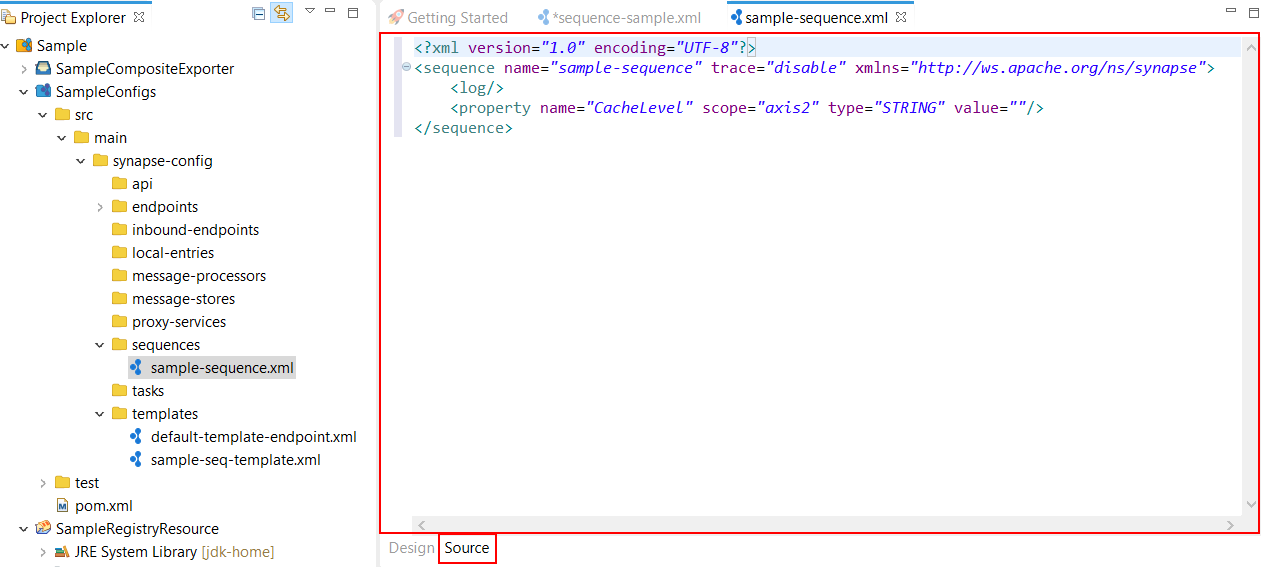 Project Explorer
Sample
SampleCompositeExporter
SampleConfigs
src
main
synapse-config
api
endpoints
inbound-endpoints
local-entries
message-processors
message-stores
proxy-services
sequences
sample-sequence.xml
tasks
templates
default-template-endpoint.xml
sample-seq-template.xml
test
pom.xml
SampleRegistryResource
JRE System Library [jdk-home]
Getting Started
*sequence-sample.xml
sample-sequence.xml
<?xml version="1.0" encoding="UTF-8"?>
<sequence name="sample-sequence" trace="disable" xmlns="http://ws.apache.org/ns/synapse">
<log/>
<property name="CacheLevel" scope="axis2" type="STRING" value=""/>
</sequence>
Design
Source